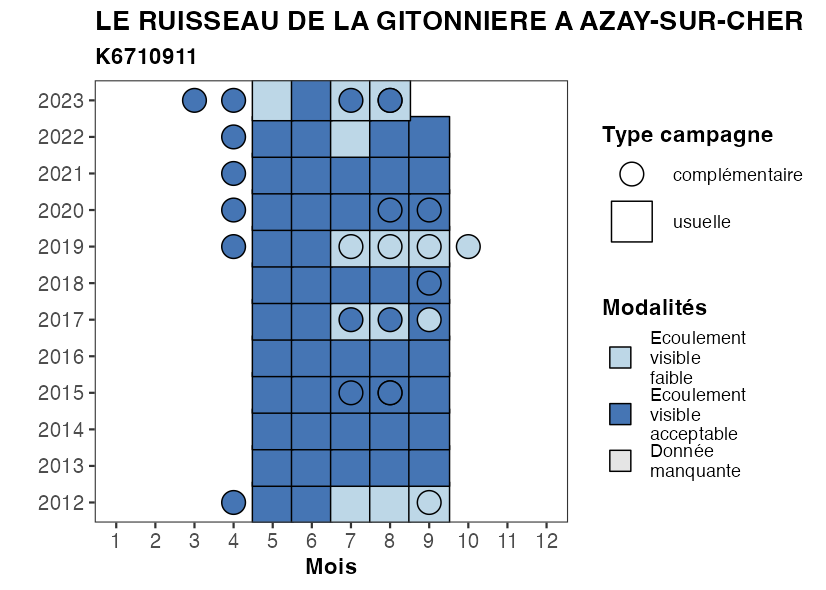 LE RUISSEAU DE LA GITONNIERE A AZAY-SUR-CHER
K6710911
2023
2022
2021
2020
2019
2018
2017
2016
2015
2014
2013
2012
1 2 3 4 5 6 7 8 9 10 11 12
Mois
Type campagne
complémentaire
usuelle
Modalités
Ecoulement
visible
faible
Ecoulement
visible
acceptable
Donnée
manquante